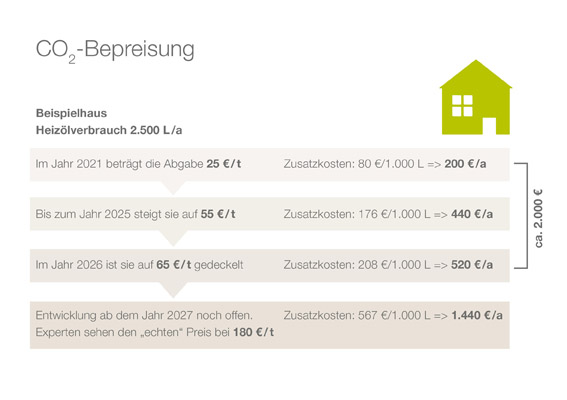 CO2-Bepreisung
Beispielhaus
Heizölverbrauch 2.500 L/a
Im Jahr 2021 beträgt die Abgabe 25 €/t Zusatzkosten: 80 €/1.000 L => 200 €/a
Bis zum Jahr 2025 steigt sie auf 55 €/t Zusatzkosten: 176 €/1.000 L => 440 €/a
Im Jahr 2026 ist sie auf 65 €/t gedeckelt Zusatzkosten: 208 €/1.000 L => 520 €/a
ca. 2.000 €
Entwicklung ab dem Jahr 2027 noch offen. Zusatzkosten: 567 €/1.000 L => 1.440 €/a
Experten sehen den „echten“ Preis bei 180 €/t